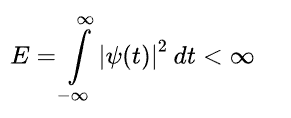 E = ∫_{-∞}^{∞} |ψ(t)|² dt < ∞